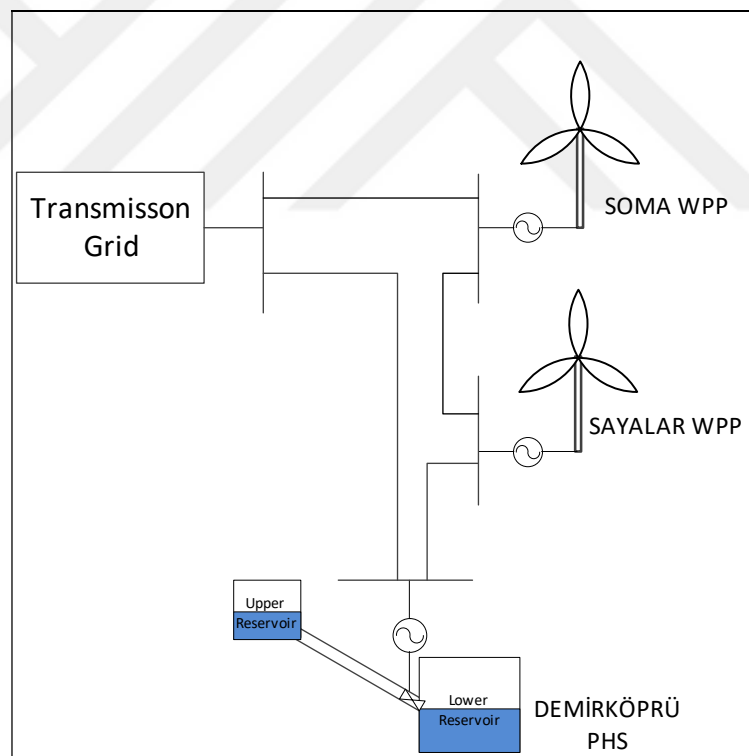 Transmisson
Grid
SOMA WPP
SAYALAR WPP
Upper
Reservoir
Lower
Reservoir
DEMİRKÖPRÜ
PHS